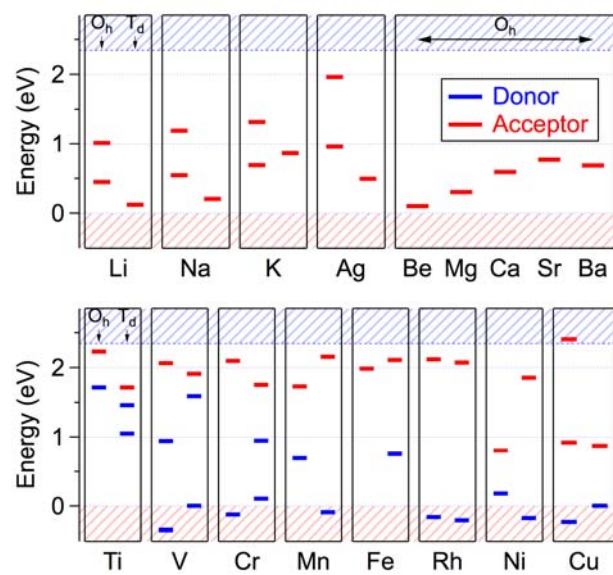 Oh Td Oh
2
1
0
Energy (eV)
Donor
Acceptor
Li Na K Ag Be Mg Ca Sr Ba
Oh Td
2
1
0
Energy (eV)
Ti V Cr Mn Fe Rh Ni Cu